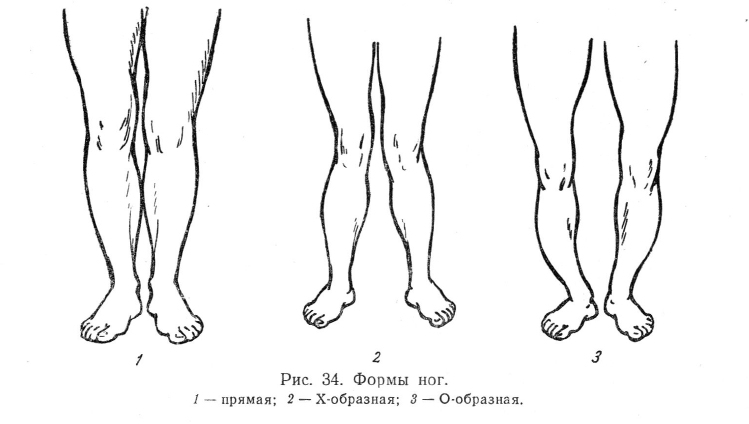 1 2 3
Рис. 34. Формы ног.
1 — прямая; 2 — X-образная; 3 — О-образная.